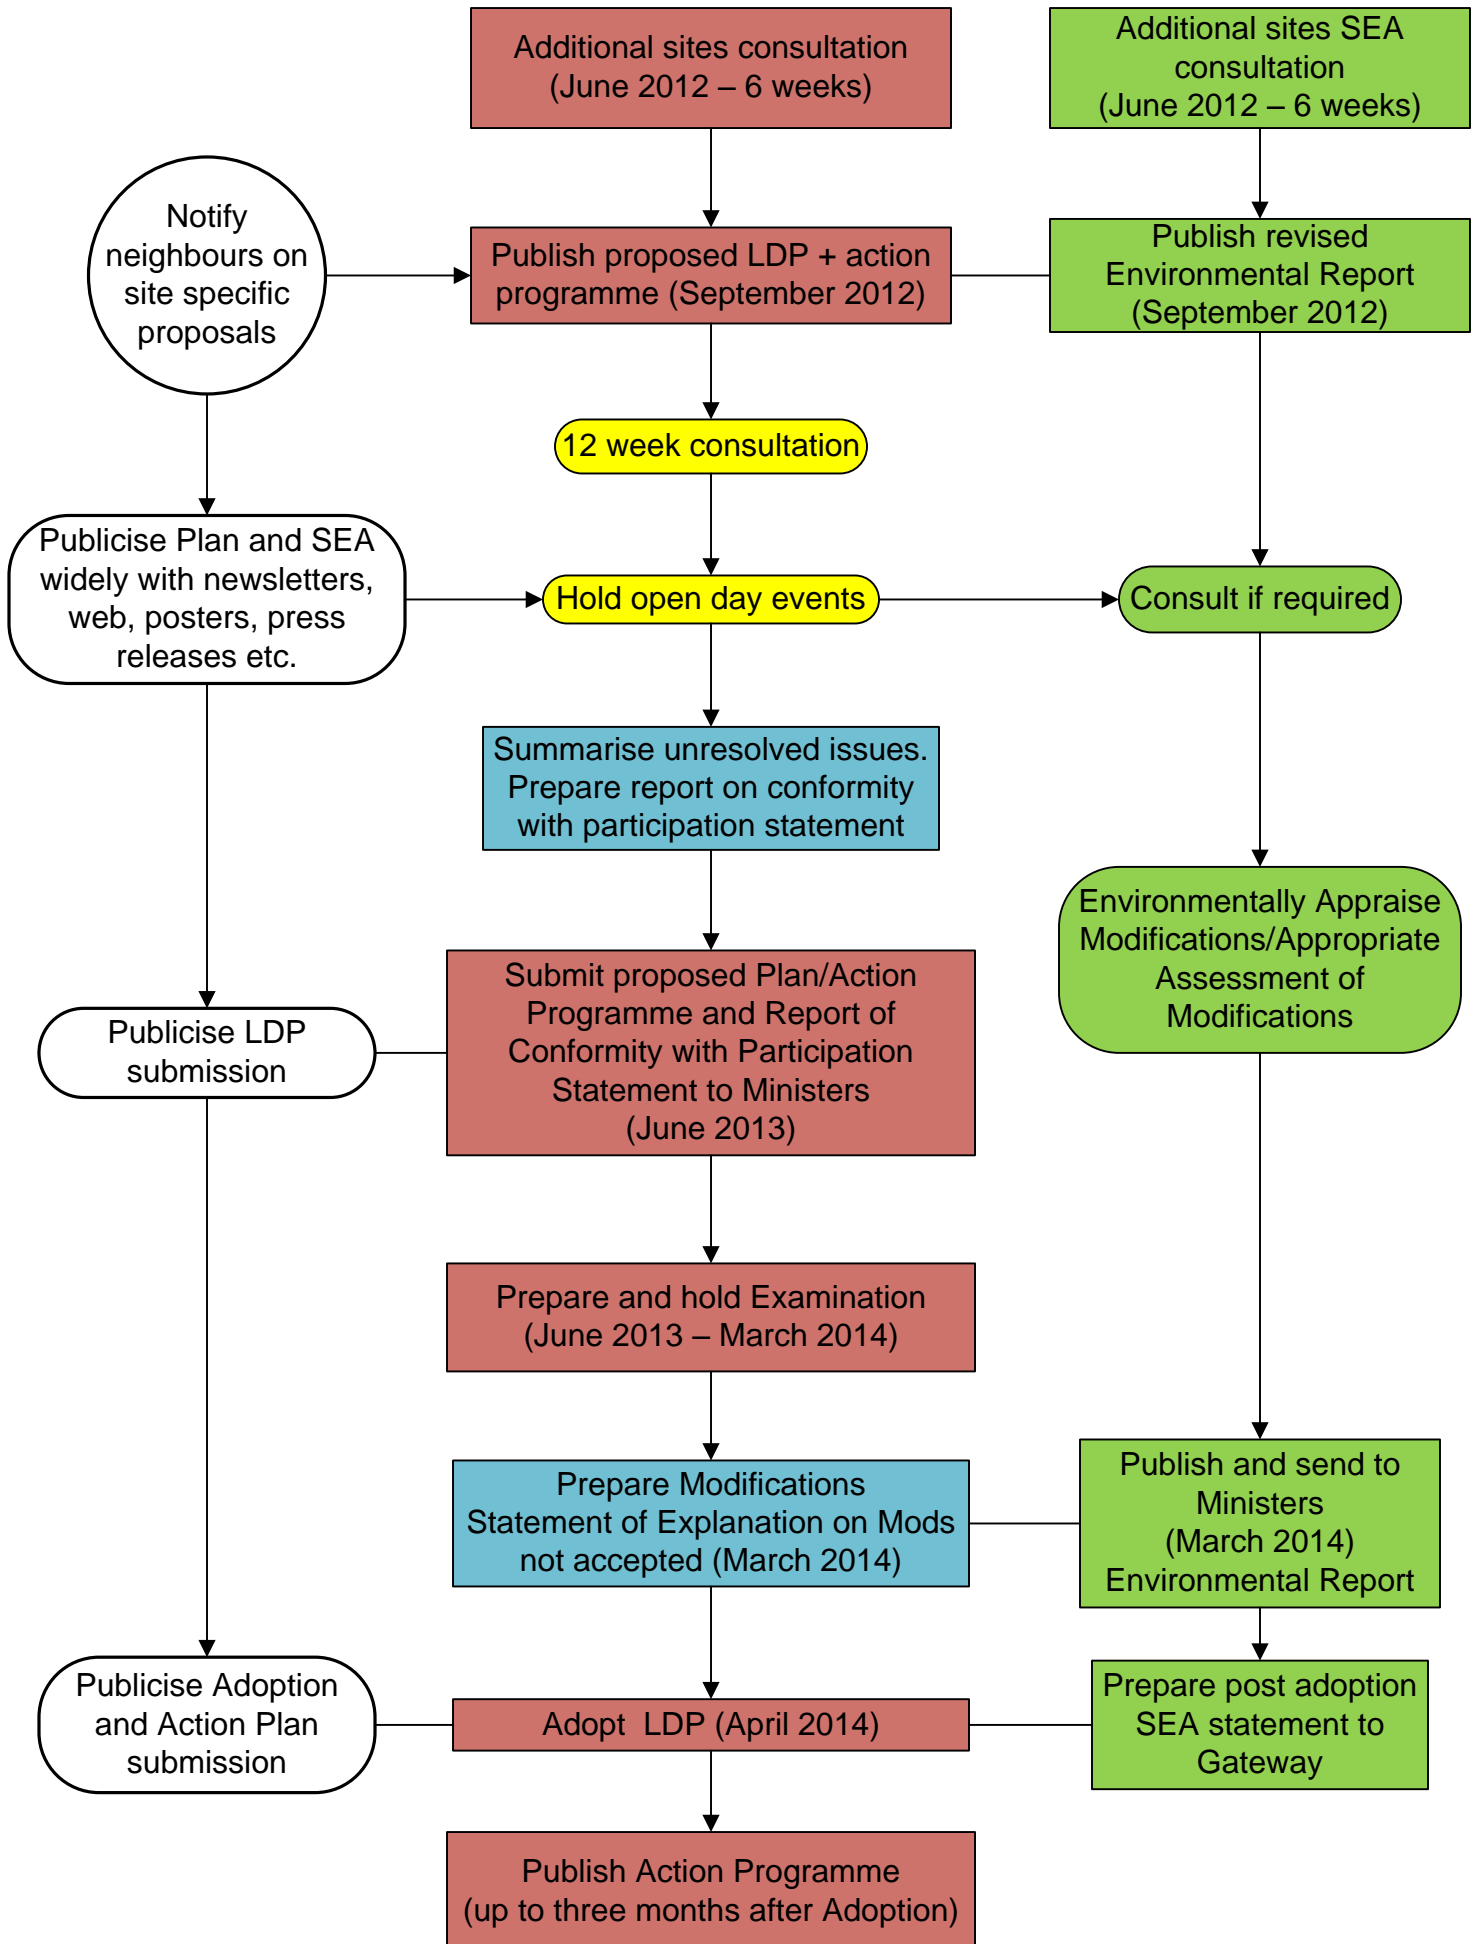 Additional sites consultation
(June 2012 – 6 weeks)
Additional sites SEA
consultation
(June 2012 – 6 weeks)
Notify
neighbours on
site specific
proposals
Publish proposed LDP + action
programme (September 2012)
Publish revised
Environmental Report
(September 2012)
12 week consultation
Publicise Plan and SEA
widely with newsletters,
web, posters, press
releases etc.
Hold open day events
Consult if required
Summarise unresolved issues.
Prepare report on conformity
with participation statement
Environmentally Appraise
Modifications/Appropriate
Assessment of
Modifications
Publicise LDP
submission
Submit proposed Plan/Action
Programme and Report of
Conformity with Participation
Statement to Ministers
(June 2013)
Prepare and hold Examination
(June 2013 – March 2014)
Prepare Modifications
Statement of Explanation on Mods
not accepted (March 2014)
Publish and send to
Ministers
(March 2014)
Environmental Report
Publicise Adoption
and Action Plan
submission
Adopt LDP (April 2014)
Prepare post adoption
SEA statement to
Gateway
Publish Action Programme
(up to three months after Adoption)